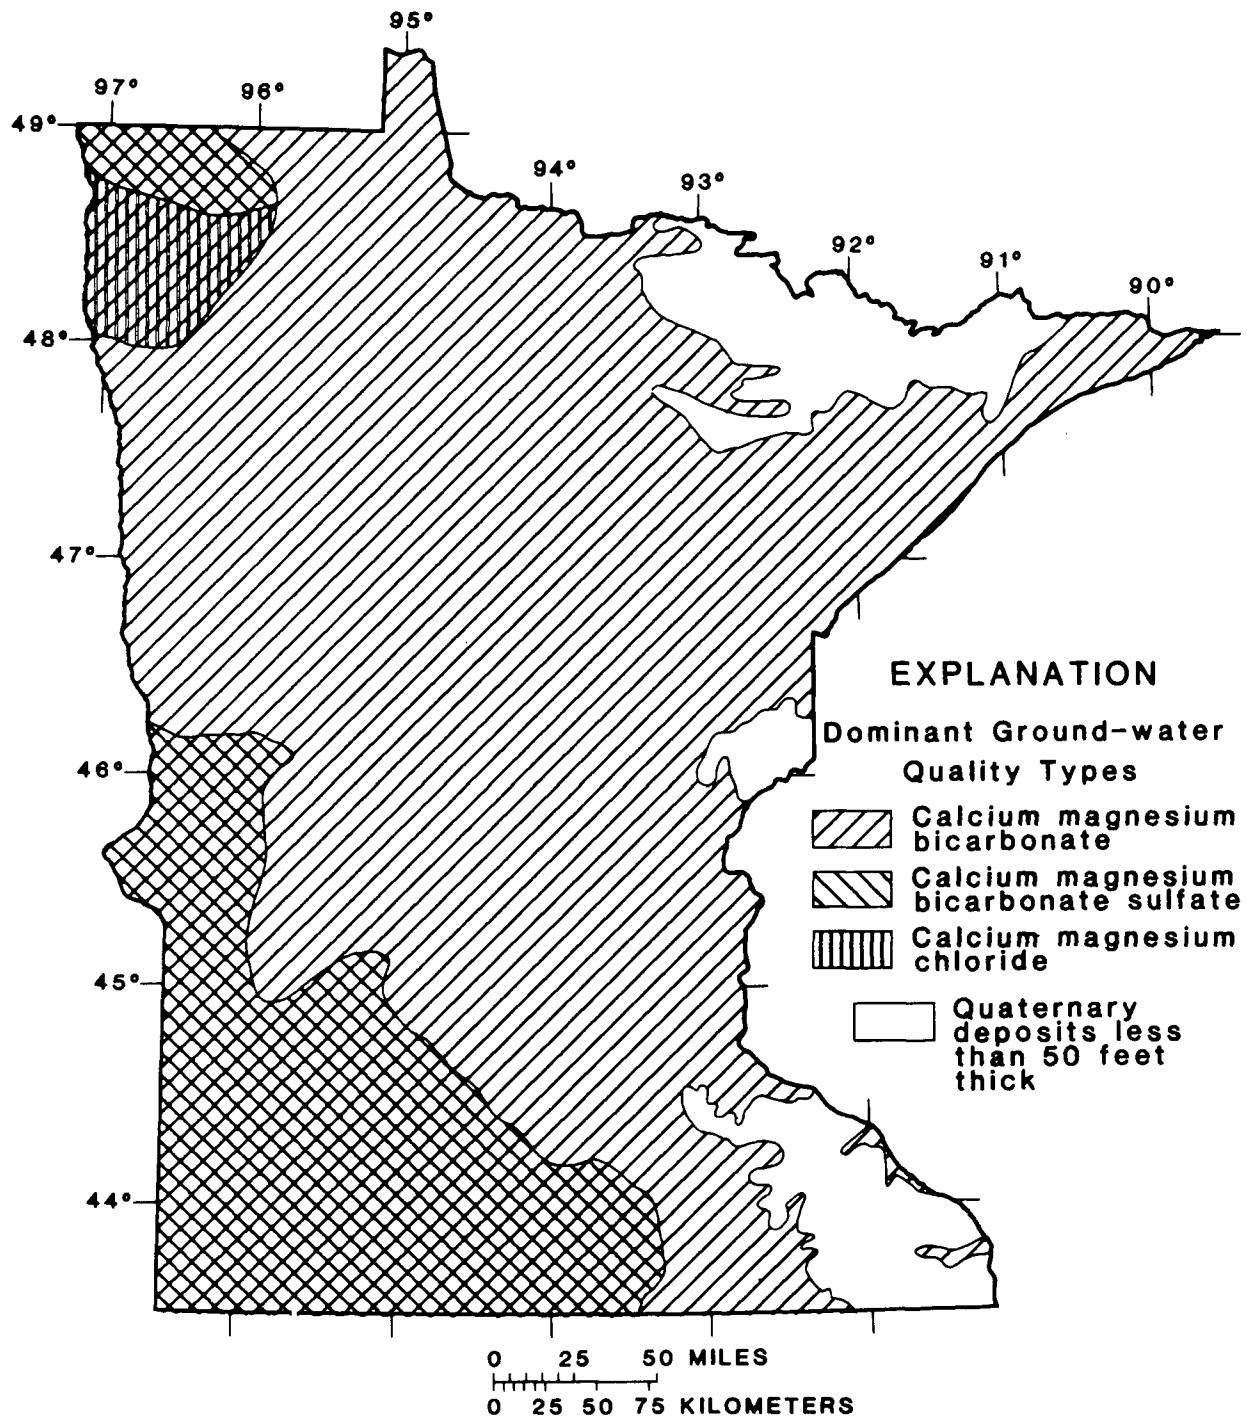 95°
97°
96°
49°
94°
93°
92°
91°
90°
48°
47°
46°
45°
44°
EXPLANATION
Dominant Ground-water
Quality Types
Calcium magnesium
bicarbonate
Calcium magnesium
bicarbonate sulfate
Calcium magnesium
chloride
Quaternary
deposits less
than 50 feet
thick
0 25 50 MILES
0 25 50 75 KILOMETERS